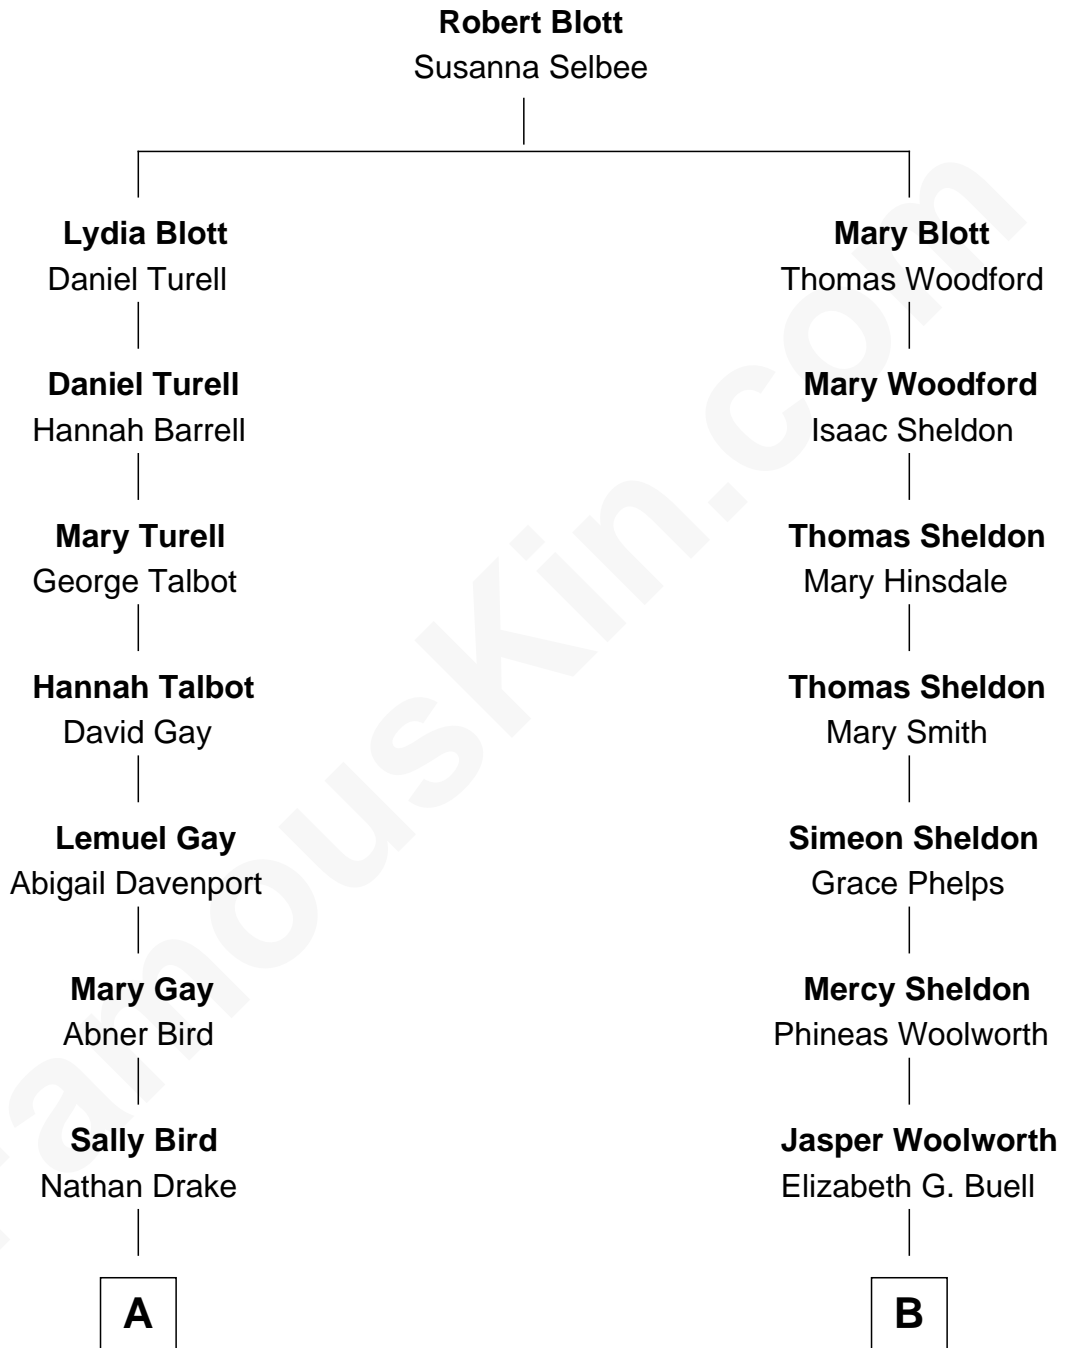 Robert Blott
Susanna Selbee
Lydia Blott
Daniel Turell
Mary Blott
Thomas Woodford
Daniel Turell
Hannah Barrell
Mary Woodford
Isaac Sheldon
Mary Turell
George Talbot
Thomas Sheldon
Mary Hinsdale
Hannah Talbot
David Gay
Thomas Sheldon
Mary Smith
Lemuel Gay
Abigail Davenport
Simeon Sheldon
Grace Phelps
Mary Gay
Abner Bird
Mercy Sheldon
Phineas Woolworth
Sally Bird
Nathan Drake
Jasper Woolworth
Elizabeth G. Buell
A
B
FamousKin.com